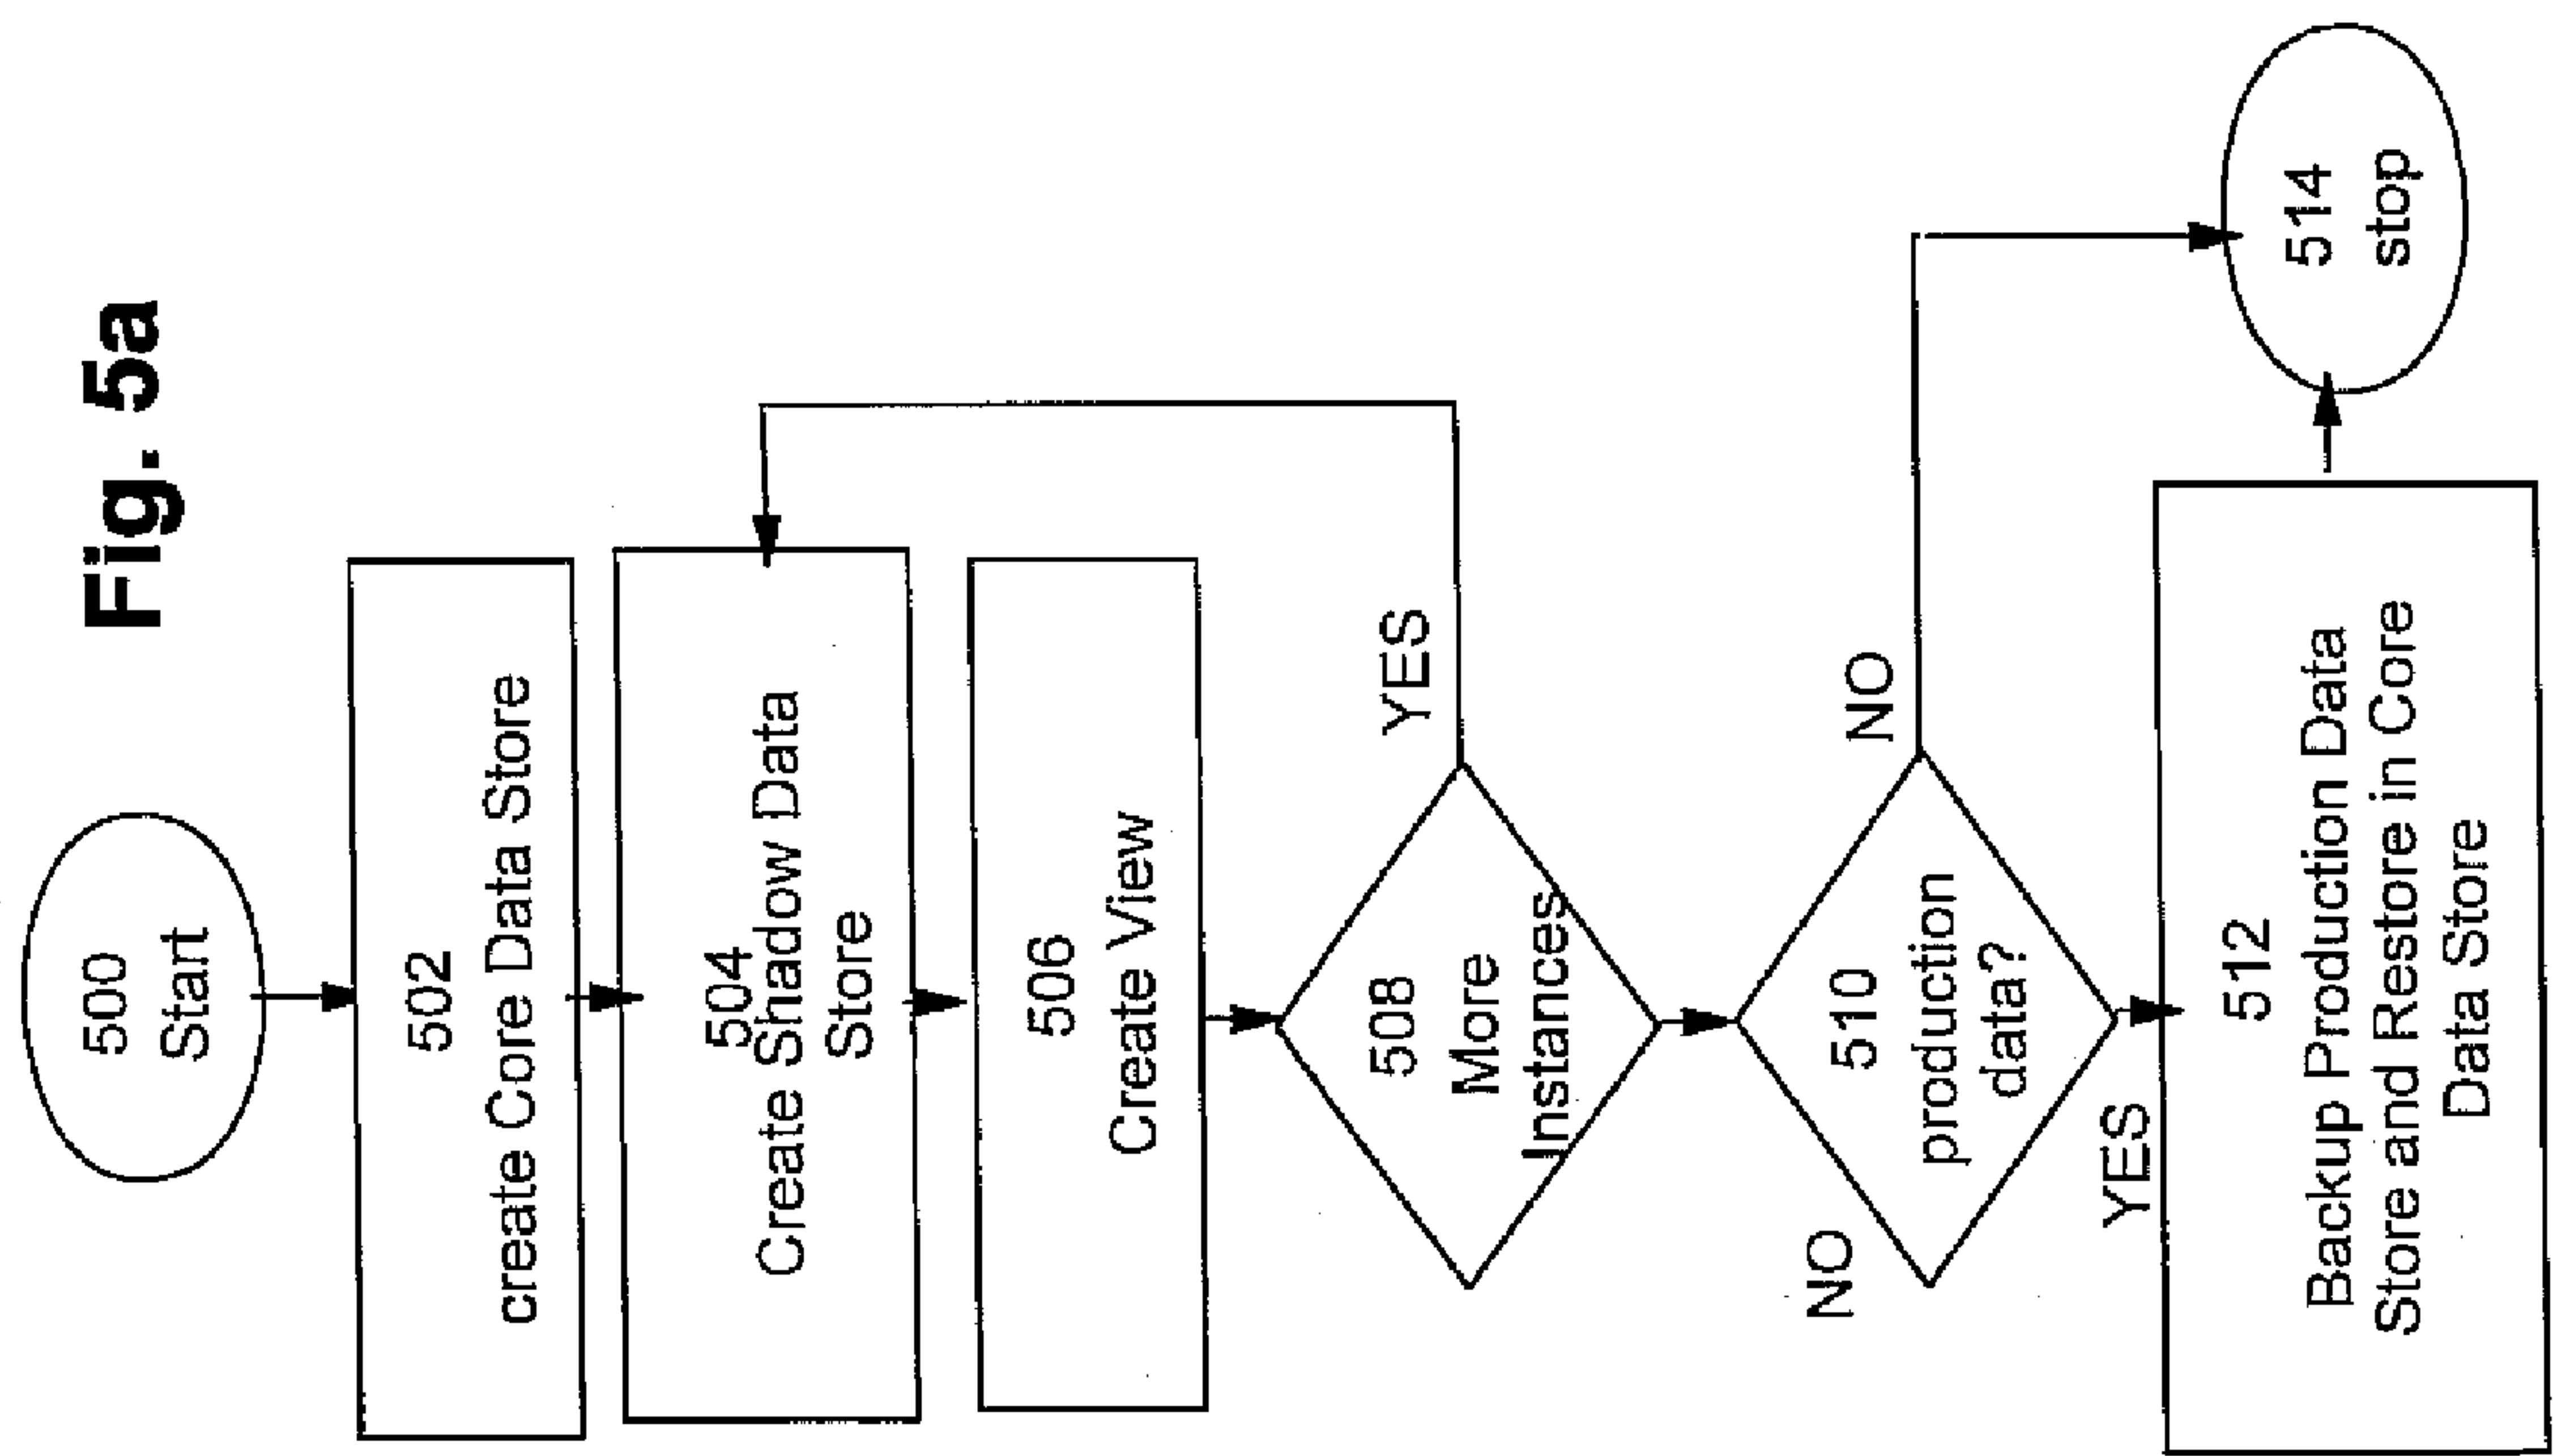 Fig. 5a
500
Start
502
create Core Data Store
504
Create Shadow Data
Store
506
Create View
508
More
Instances
YES
NO
510
production
data?
NO
YES
512
Backup Production Data
Store and Restore in Core
Data Store
514
stop